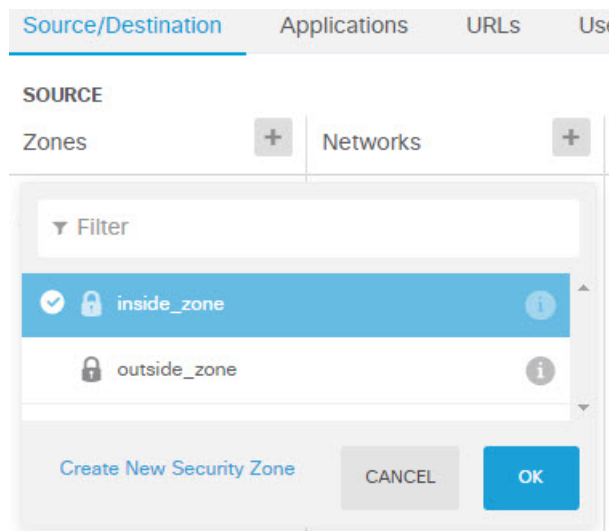 Source/Destination Applications URLs
SOURCE
Zones + Networks +
Filter
inside_zone
outside_zone
Create New Security Zone CANCEL OK